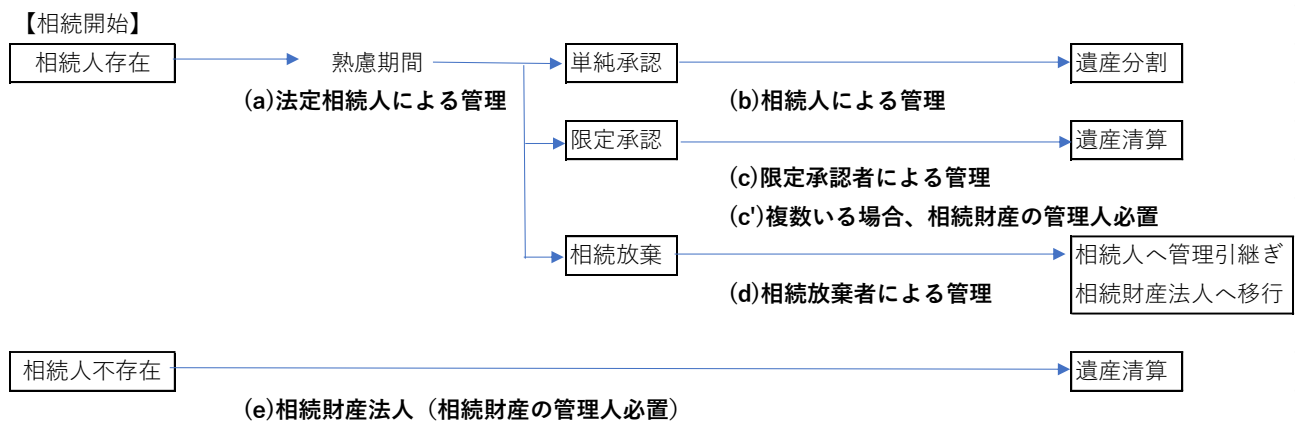 【相続開始】
相続人存在 熟慮期間 単純承認 遺産分割
(a)法定相続人による管理 (b)相続人による管理
限定承認 遺産清算
(c)限定承認者による管理
(c')複数いる場合、相続財産の管理人必置
相続放棄 相続人へ管理引継ぎ
(d)相続放棄者による管理 相続財産法人へ移行
相続人不存在 遺産清算
(e)相続財産法人（相続財産の管理人必置）